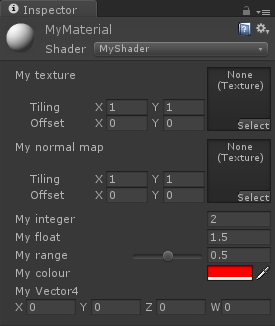 Inspector
MyMaterial
Shader MyShader
My texture
None
(Texture)
Tiling X 1 Y 1
Offset X 0 Y 0
Select
My normal map
None
(Texture)
Tiling X 1 Y 1
Offset X 0 Y 0
Select
My integer 2
My float 1.5
My range 0.5
My colour
My Vector4
X 0 Y 0 Z 0 W 0